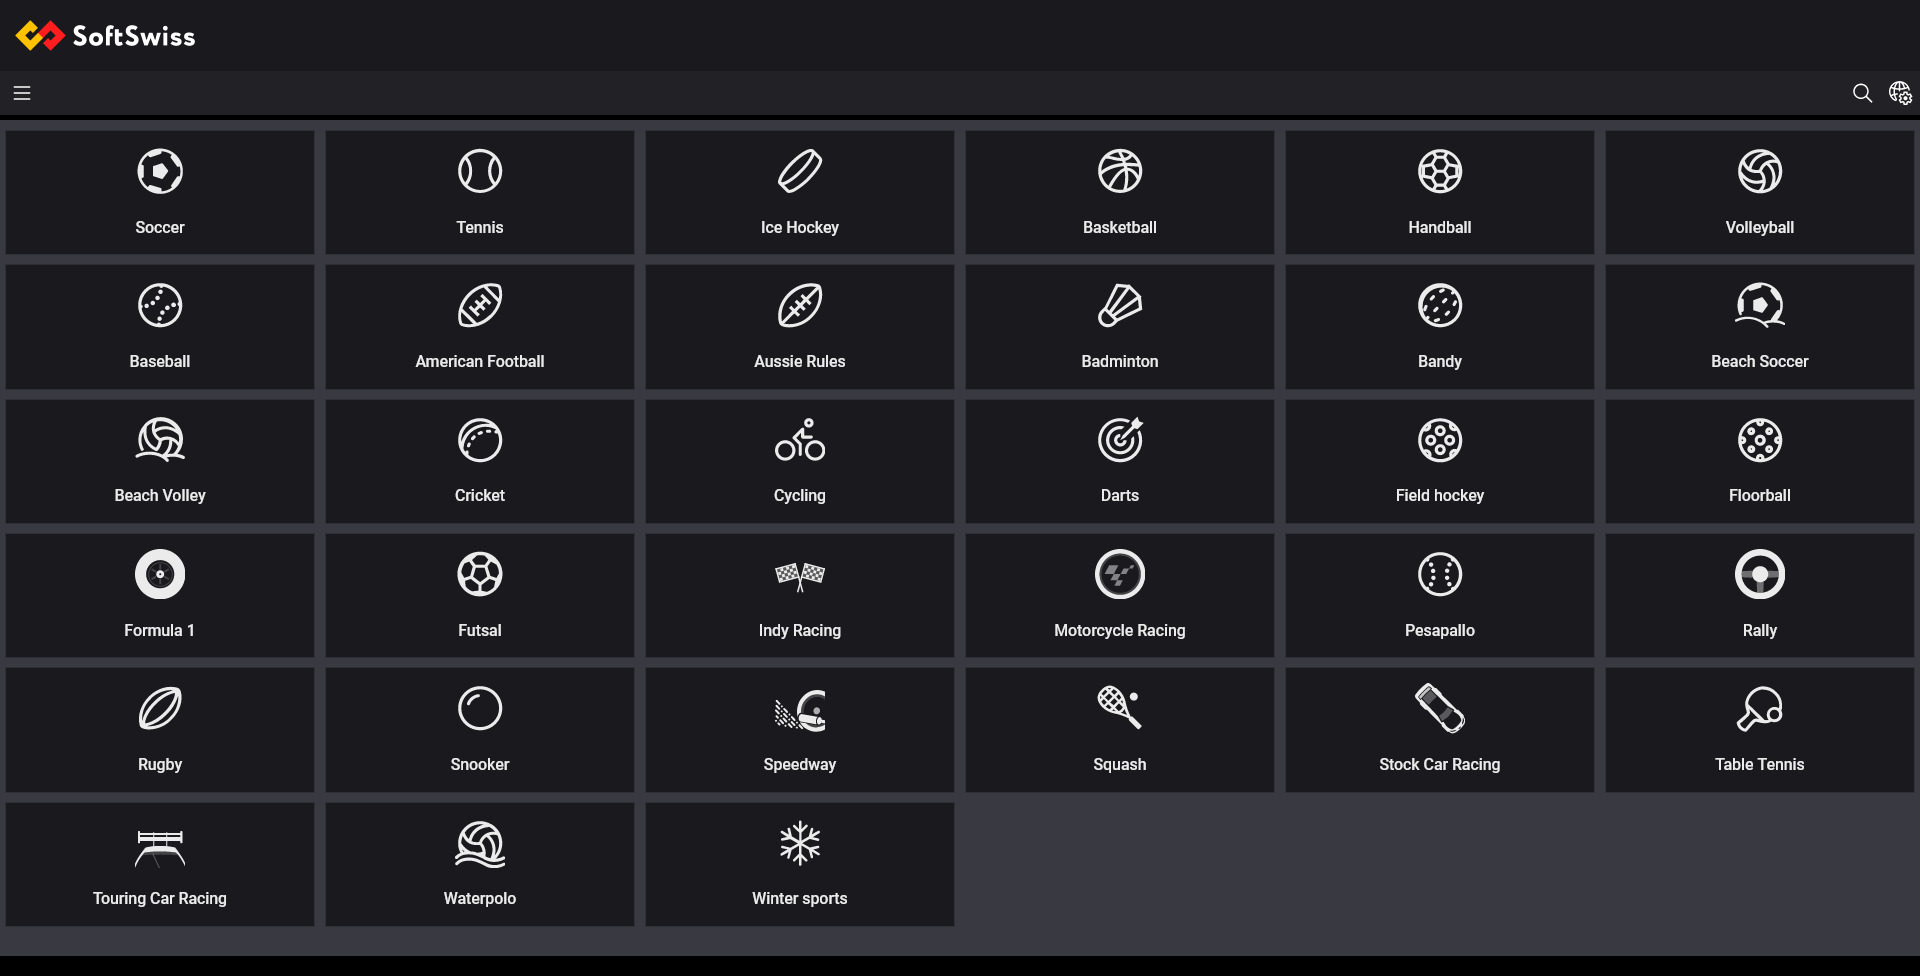 SoftSwiss
Soccer
Tennis
Ice Hockey
Basketball
Handball
Volleyball
Baseball
American Football
Aussie Rules
Badminton
Bandy
Beach Soccer
Beach Volley
Cricket
Cycling
Darts
Field hockey
Floorball
Formula 1
Futsal
Indy Racing
Motorcycle Racing
Pesapallo
Rally
Rugby
Snooker
Speedway
Squash
Stock Car Racing
Table Tennis
Touring Car Racing
Waterpolo
Winter sports